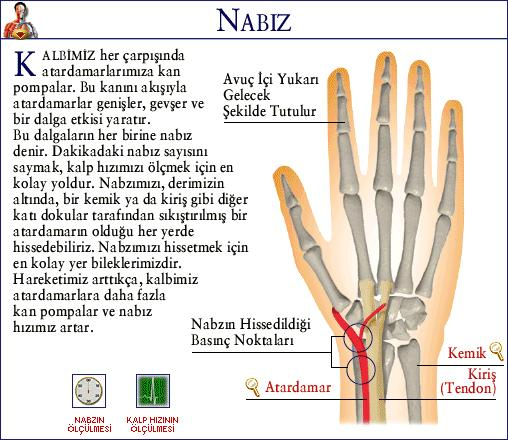 NABIZ
KALBİMİZ her çarpışında
atardamarlarımıza kan
pompalar. Bu kanını akışıyla
atardamarlar genişler, gevşer ve
bir dalga etkisi yaratır.
Bu dalgaların her birine nabız
denir. Dakikadaki nabız sayısını
saymak, kalp hızımızı ölçmek için en
kolay yoldur. Nabzımızı, derimizin
altında, bir kemik ya da kiriş gibi diğer
katı dokular tarafından sıkıştırılmış bir
atardamarın olduğu her yerde
hissedebiliriz. Nabzımızı hissetmek için
en kolay yer bileklerimizdir.
Hareketimiz arttıkça, kalbimiz
atardamarlara daha fazla
kan pompalar ve nabız
hızımız artar.
Avuç İçi Yukarı
Gelecek
Şekilde Tutulur
Nabzın Hissedildiği
Basınç Noktaları
Kemik
Kiriş
(Tendon)
Atardamar
NABZIN
ÖLÇÜLMESİ
KALP HIZININ
ÖLÇÜLMESİ